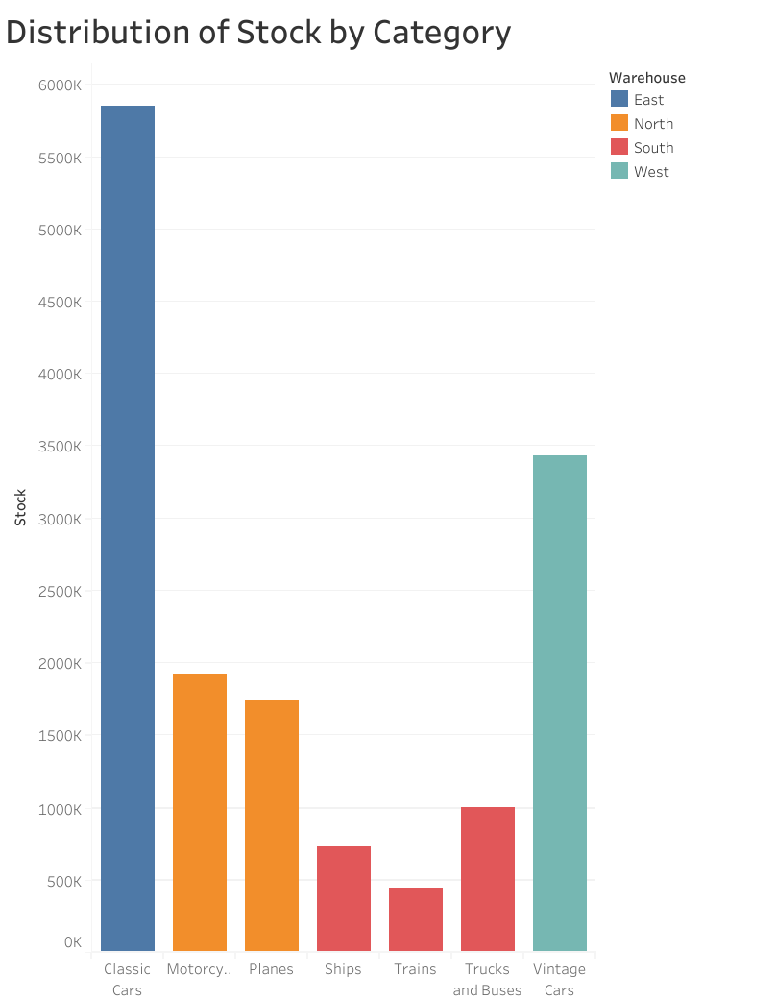 Distribution of Stock by Category
Warehouse
East
North
South
West
Stock
6000K
5500K
5000K
4500K
4000K
3500K
3000K
2500K
2000K
1500K
1000K
500K
0K
Classic
Cars
Motorcy..
Planes
Ships
Trains
Trucks
and Buses
Vintage
Cars